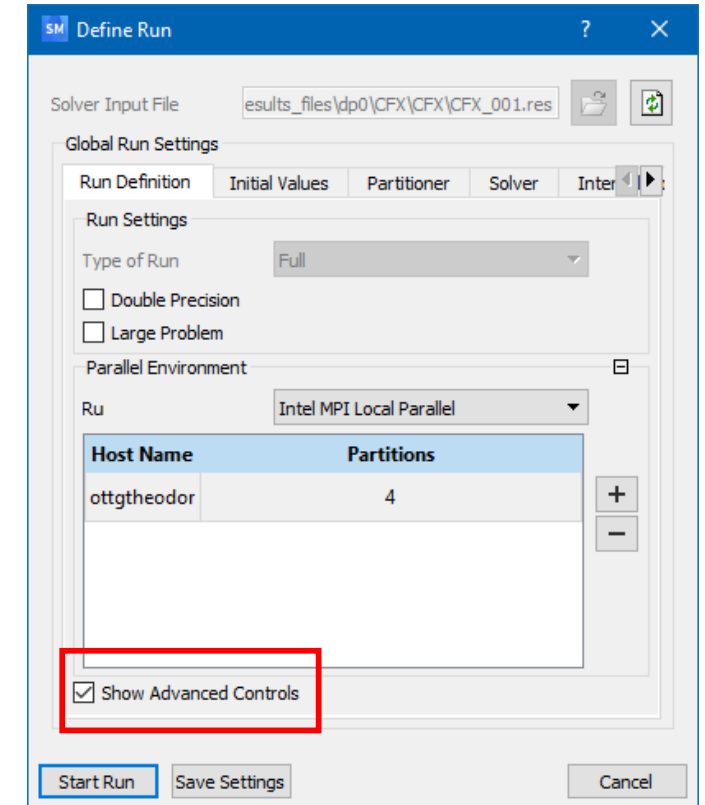 SM Define Run ? ×
Solver Input File esults_files\dp0\CFX\CFX\CFX_001.res
Global Run Settings
Run Definition Initial Values Partitioner Solver Inter
Run Settings
Type of Run Full
Double Precision
Large Problem
Parallel Environment
Ru Intel MPI Local Parallel
Host Name Partitions
ottgtheodor 4
+
−
Show Advanced Controls
Start Run Save Settings Cancel